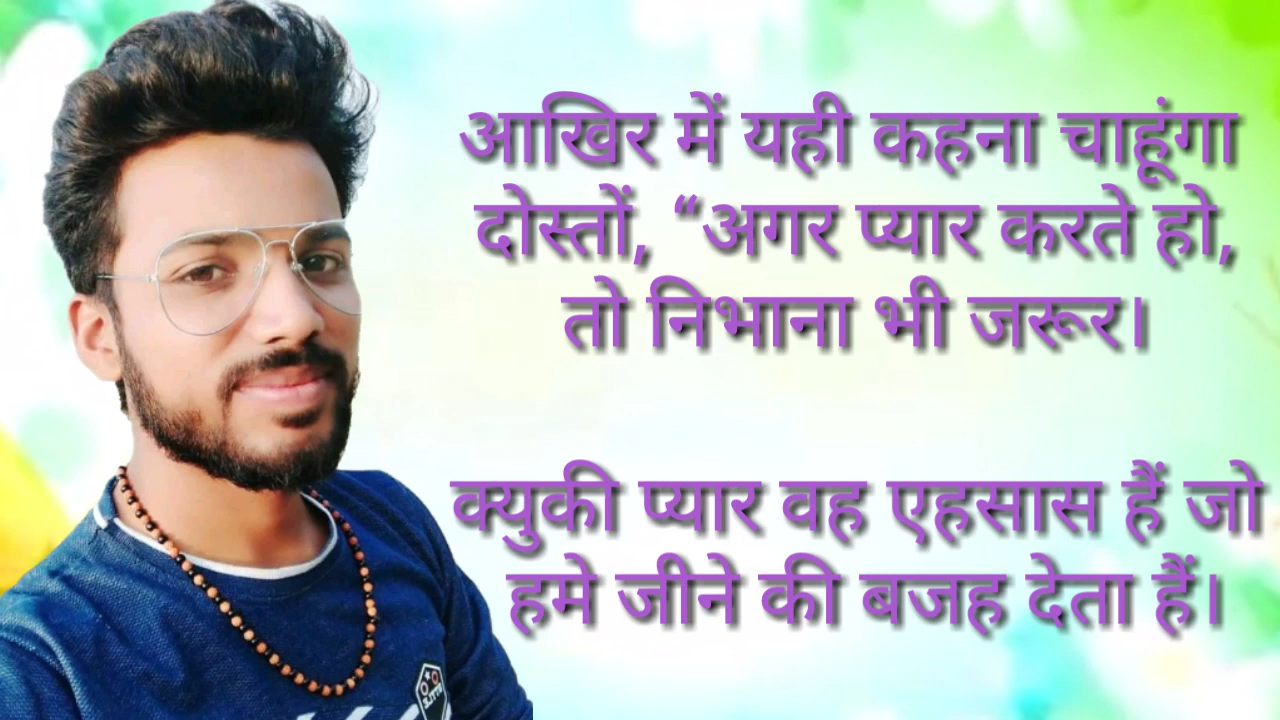 आखिर में यही कहना चाहूंगा
दोस्तों, “अगर प्यार करते हो,
तो निभाना भी जरूर।
क्युकी प्यार वह एहसास हैं जो
हमे जीने की बजह देता हैं।